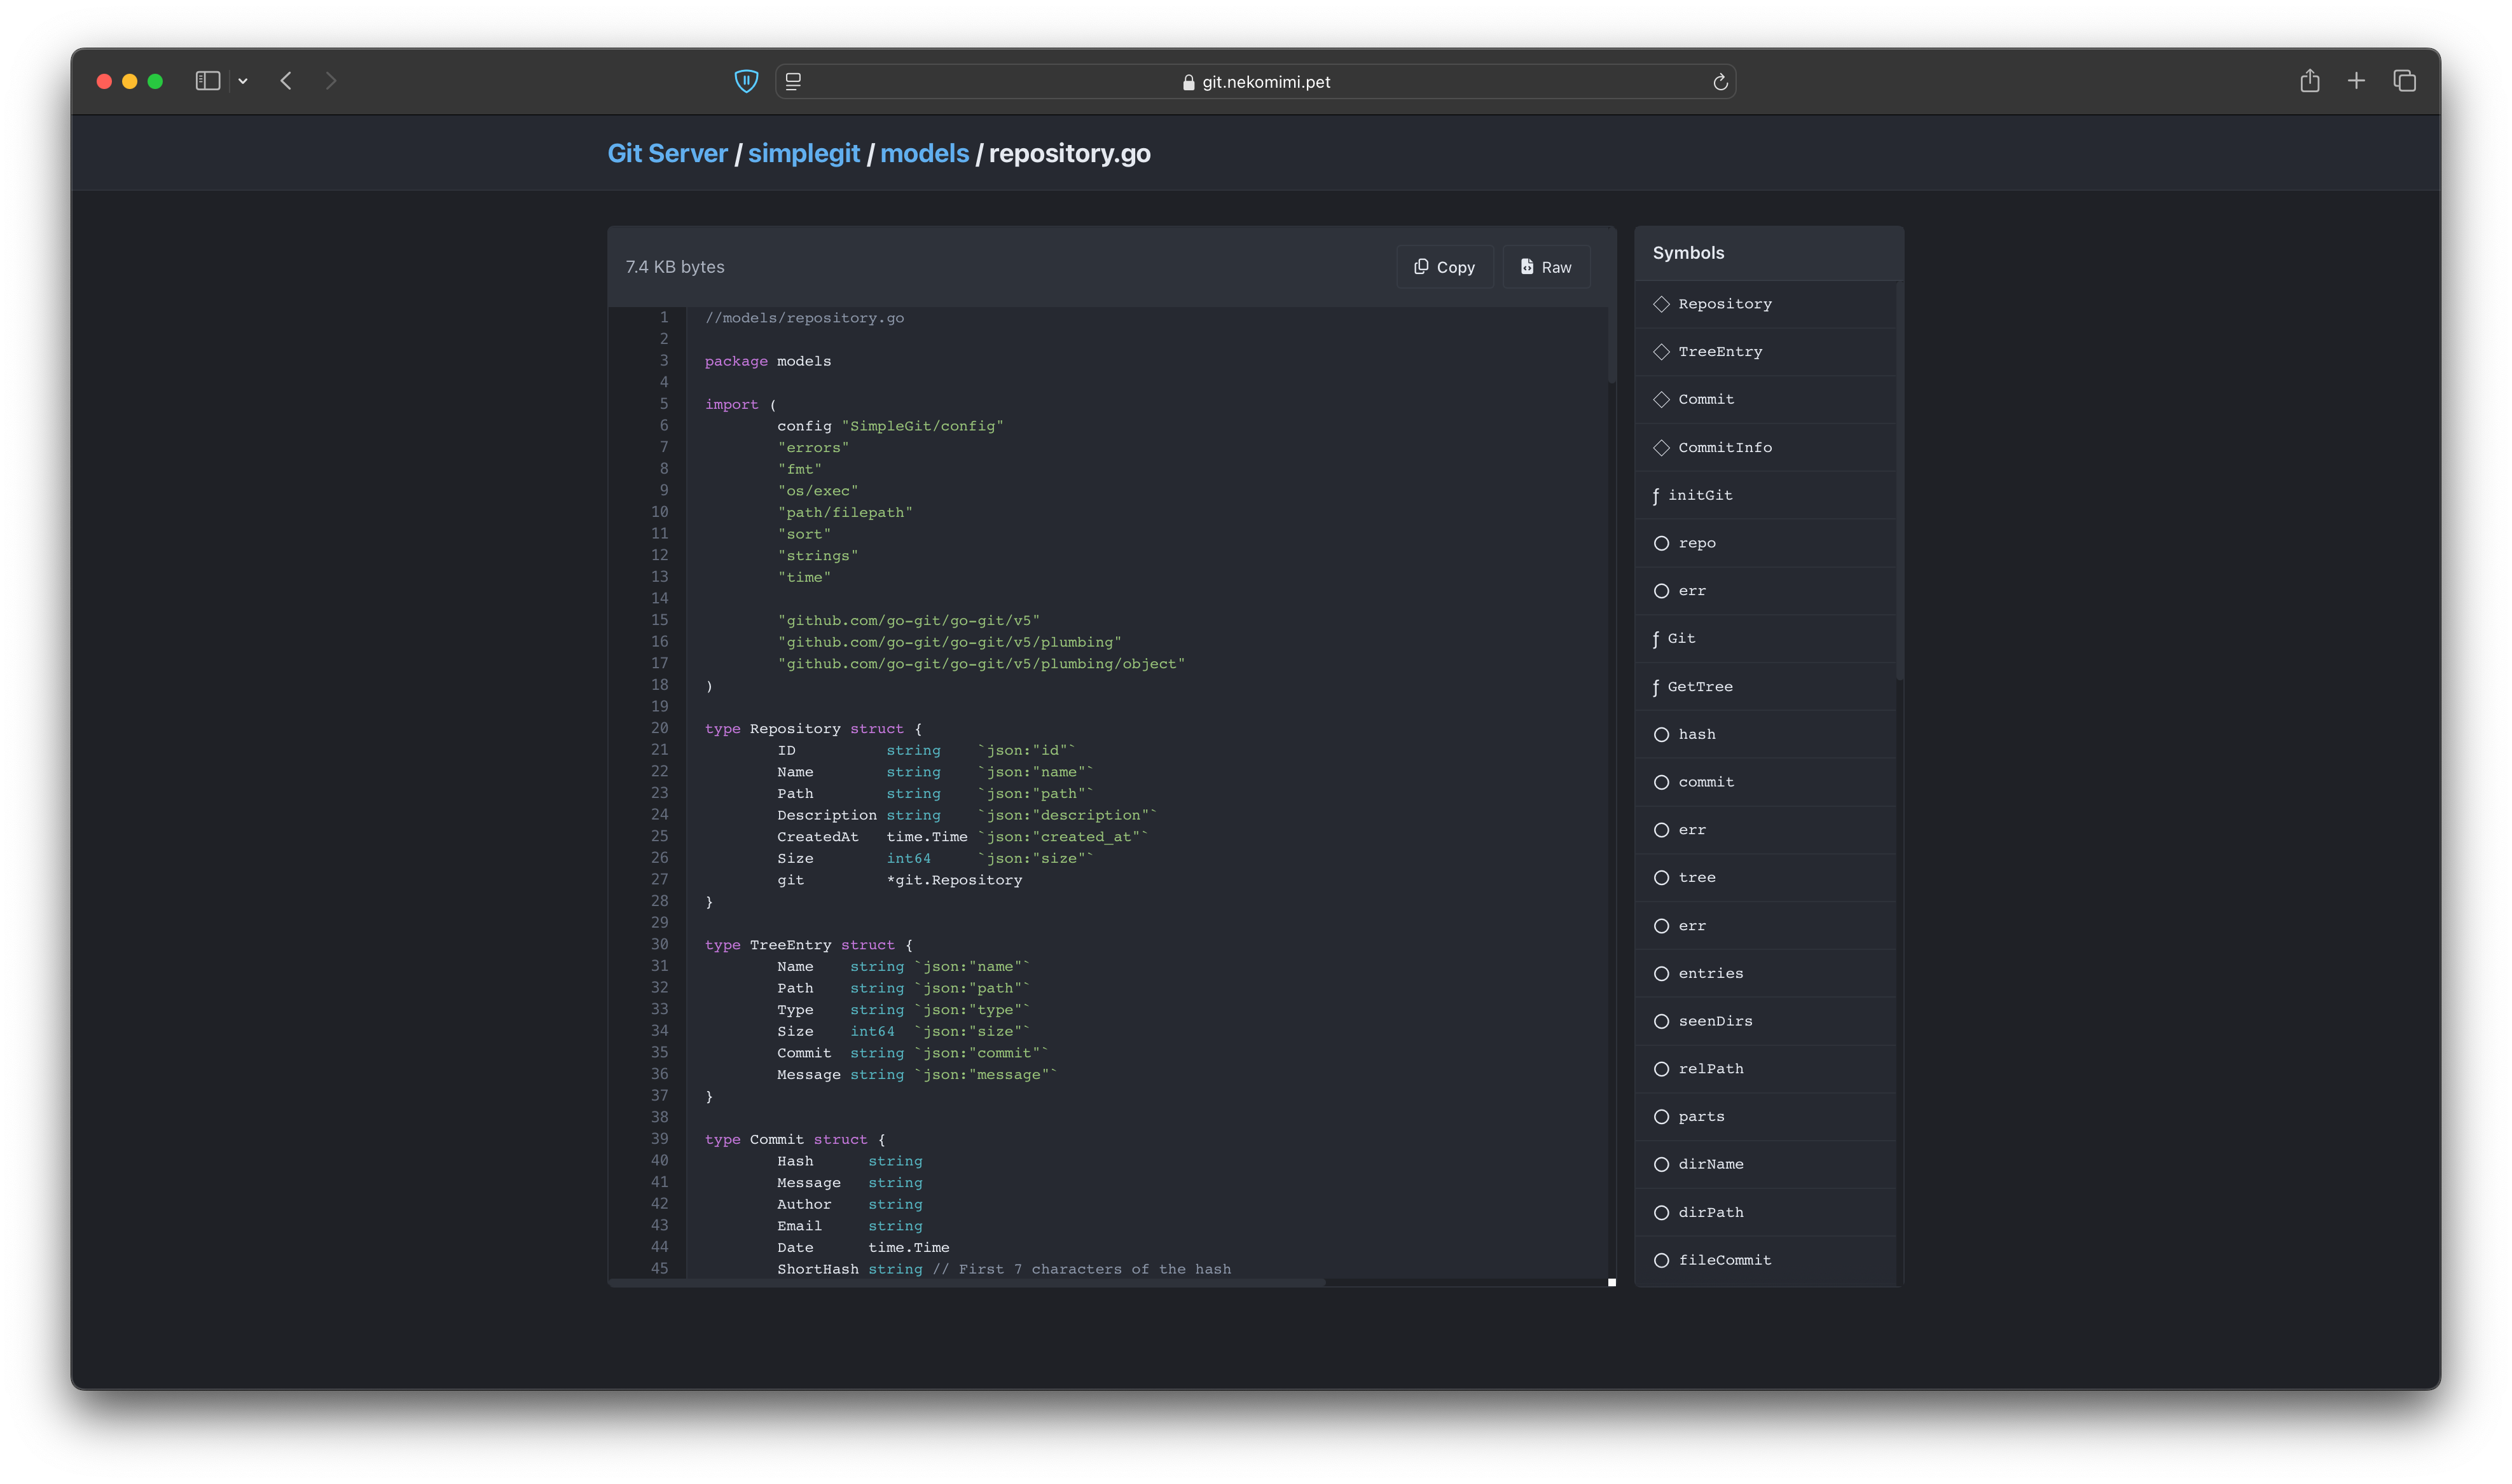 git.nekomimi.pet
Git Server / simplegit / models / repository.go
7.4 KB bytes
Copy
Raw
1 //models/repository.go
2
3 package models
4
5 import (
6         config "SimpleGit/config"
7         "errors"
8         "fmt"
9         "os/exec"
10         "path/filepath"
11         "sort"
12         "strings"
13         "time"
14
15         "github.com/go-git/go-git/v5"
16         "github.com/go-git/go-git/v5/plumbing"
17         "github.com/go-git/go-git/v5/plumbing/object"
18 )
19
20 type Repository struct {
21         ID          string    `json:"id"`
22         Name        string    `json:"name"`
23         Path        string    `json:"path"`
24         Description string    `json:"description"`
25         CreatedAt   time.Time `json:"created_at"`
26         Size        int64     `json:"size"`
27         git         *git.Repository
28 }
29
30 type TreeEntry struct {
31         Name    string `json:"name"`
32         Path    string `json:"path"`
33         Type    string `json:"type"`
34         Size    int64  `json:"size"`
35         Commit  string `json:"commit"`
36         Message string `json:"message"`
37 }
38
39 type Commit struct {
40         Hash      string
41         Message   string
42         Author    string
43         Email     string
44         Date      time.Time
45         ShortHash string // First 7 characters of the hash
Symbols
◇ Repository
◇ TreeEntry
◇ Commit
◇ CommitInfo
ƒ initGit
○ repo
○ err
ƒ Git
ƒ GetTree
○ hash
○ commit
○ err
○ tree
○ err
○ entries
○ seenDirs
○ relPath
○ parts
○ dirName
○ dirPath
○ fileCommit